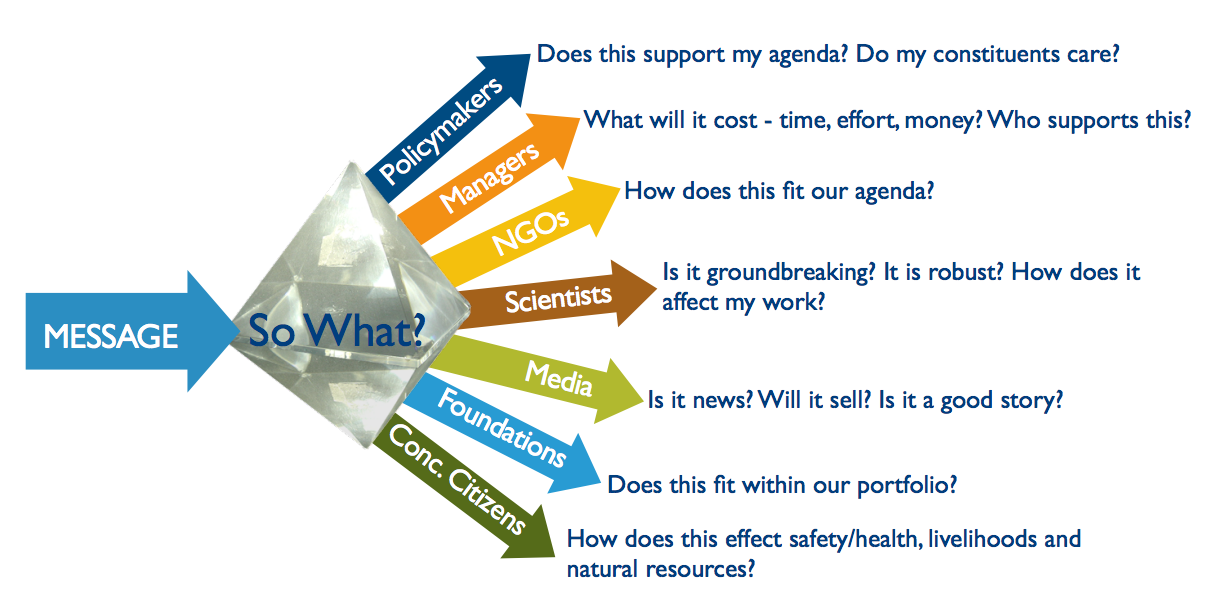 Policymakers
Does this support my agenda? Do my constituents care?
Managers
What will it cost - time, effort, money? Who supports this?
NGOs
How does this fit our agenda?
Scientists
Is it groundbreaking? It is robust? How does it
affect my work?
MESSAGE
So What?
Media
Is it news? Will it sell? Is it a good story?
Foundations
Does this fit within our portfolio?
Conc. Citizens
How does this effect safety/health, livelihoods and
natural resources?